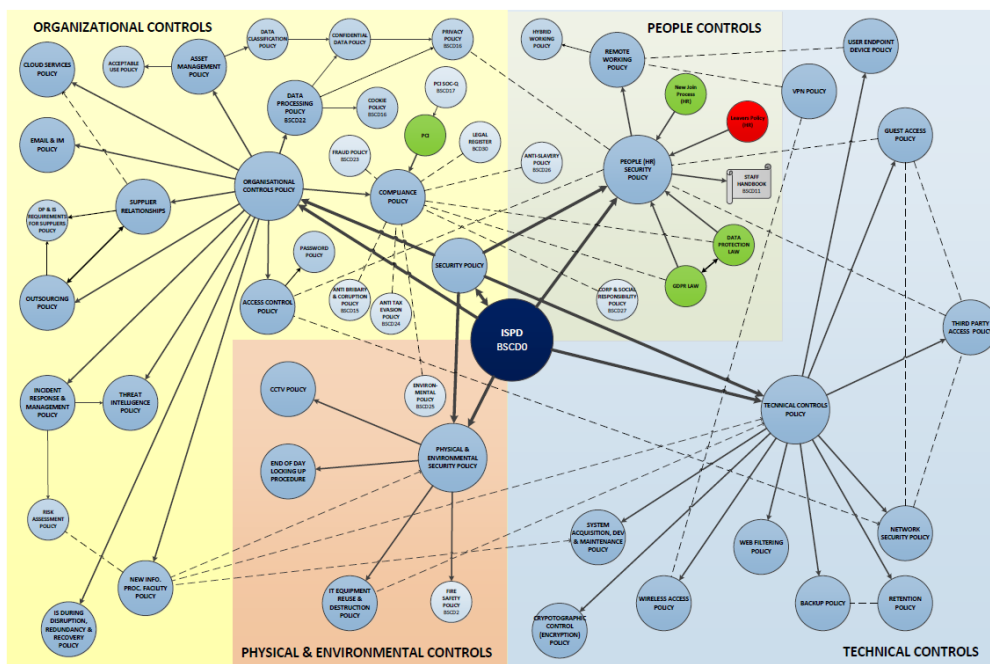 ORGANIZATIONAL CONTROLS
PEOPLE CONTROLS
CLOUD SERVICES
POLICY
ACCEPTABLE
USE POLICY
ASSET
MANAGEMENT
POLICY
DATA
CLASSIFICATION
POLICY
CONFIDENTIAL
DATA POLICY
PRIVACY
POLICY
BSCD16
HYBRID
WORKING
POLICY
REMOTE
WORKING
POLICY
USER ENDPOINT
DEVICE POLICY
DATA
PROCESSING
POLICY
BSCD22
COOKIE
POLICY
BSCD18
PCI SOC-Q
BSCD17
New Join
Process
(HR)
VPN POLICY
EMAIL & IM
POLICY
FRAUD POLICY
BSCD23
PCI
LEGAL
REGISTER
BCD30
GUEST ACCESS
POLICY
ANTI-SLAVERY
POLICY
BSCD26
PEOPLE (HR)
SECURITY
POLICY
STAFF
HANDBOOK
BSCD51
ORGANISATIONAL
CONTROLS POLICY
COMPLIANCE
POLICY
SUPPLIER
RELATIONSHIPS
DP & IS
REQUIREMENTS
FOR SUPPLIERS
POLICY
PASSWORD
POLICY
SECURITY POLICY
DATA
PROTECTION
LAW
GDPR LAW
OUTSOURCING
POLICY
ACCESS CONTROL
POLICY
ANTI BRIBARY
& CORUPTION
POLICY
BSCD15
ANTI TAX
EVASION
POLICY
BSCD24
CORP & SOCIAL
RESPONSIBILITY
POLICY
BSCD27
ISPD
BSCD0
THIRD PARTY
ACCESS POLICY
INCIDENT
RESPONSE &
MANAGEMENT
POLICY
THREAT
INTELLIGENCE
POLICY
CCTV POLICY
ENVIRON-
MENTAL
POLICY
BSCD25
TECHNICAL CONTROLS
POLICY
PHYSICAL &
ENVIRONMENTAL
SECURITY POLICY
END OF DAY
LOCKING UP
PROCEDURE
RISK
ASSESSMENT
POLICY
SYSTEM
ACQUISITION, DEV
& MAINTENANCE
POLICY
WEB FILTERING
POLICY
NETWORK
SECURITY POLICY
NEW INFO.
PROC. FACILITY
POLICY
IT EQUIPMENT
REUSE &
DESTRUCTION
POLICY
FIRE
SAFETY
POLICY
BSCD2
WIRELESS ACCESS
POLICY
BACKUP POLICY
RETENTION
POLICY
IS DURING
DISRUPTION,
REDUNDANCY &
RECOVERY
POLICY
CRYPOTOGRAPHIC
CONTROL
(ENCRYPTION)
POLICY
PHYSICAL & ENVIRONMENTAL CONTROLS
TECHNICAL CONTROLS